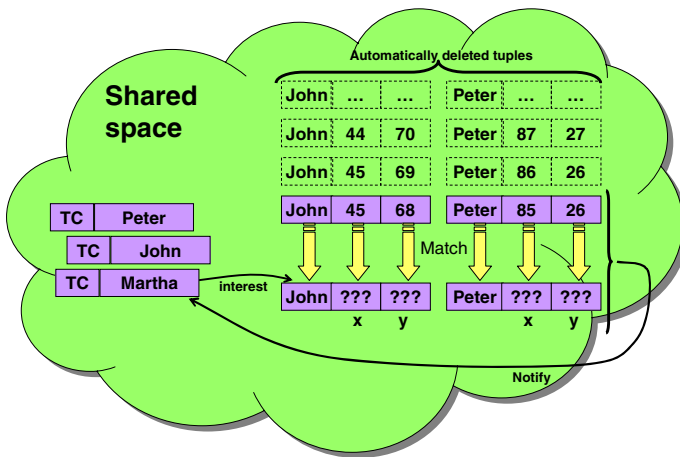 Automatically deleted tuples
Shared
space
John ... ... Peter ... ...
John 44 70 Peter 87 27
John 45 69 Peter 86 26
John 45 68 Peter 85 26
TC Peter
TC John
TC Martha
Match
interest
John ??? ??? Peter ??? ???
x y x y
Notify